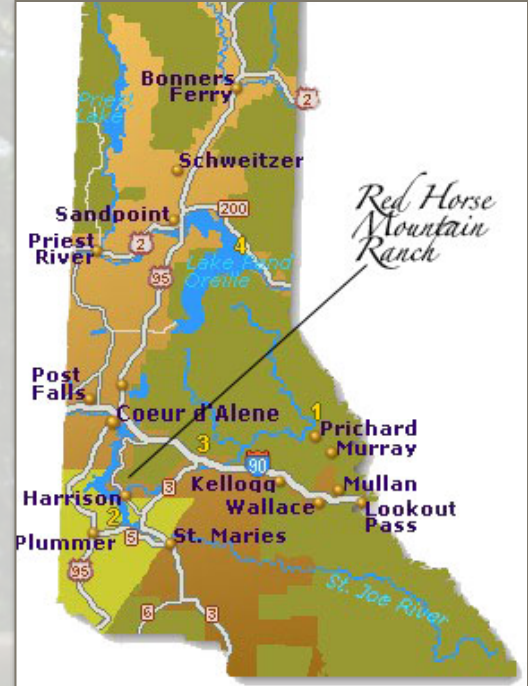 Bonners
Ferry
2
Priest
Lake
Schweitzer
Red Horse
Mountain
Ranch
Sandpoint
200
Priest
River
2
4
95
Lake Pend
Oreille
Post
Falls
Coeur d'Alene
1
Prichard
3
Murray
90
Harrison
3
Kellogg
Mullan
Wallace
Lookout
Pass
2
Plummer
5
St. Maries
95
St. Joe River
6
3